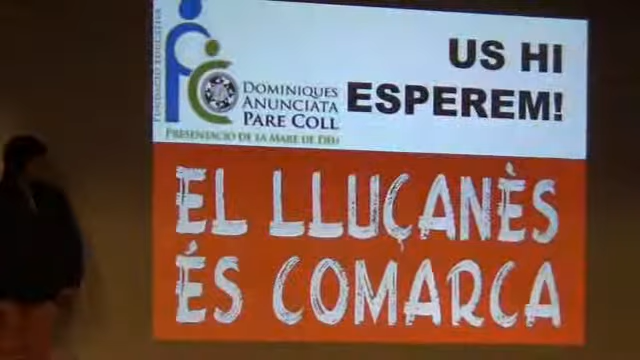 FUNDACIÓ EDUCATIVA
DOMINIQUES
ANUNCIATA
PARE COLL
PRESENTACIÓ DE LA MARE DE DÉU
US HI
ESPEREM!
EL LLUÇANÈS
ÉS COMARCA